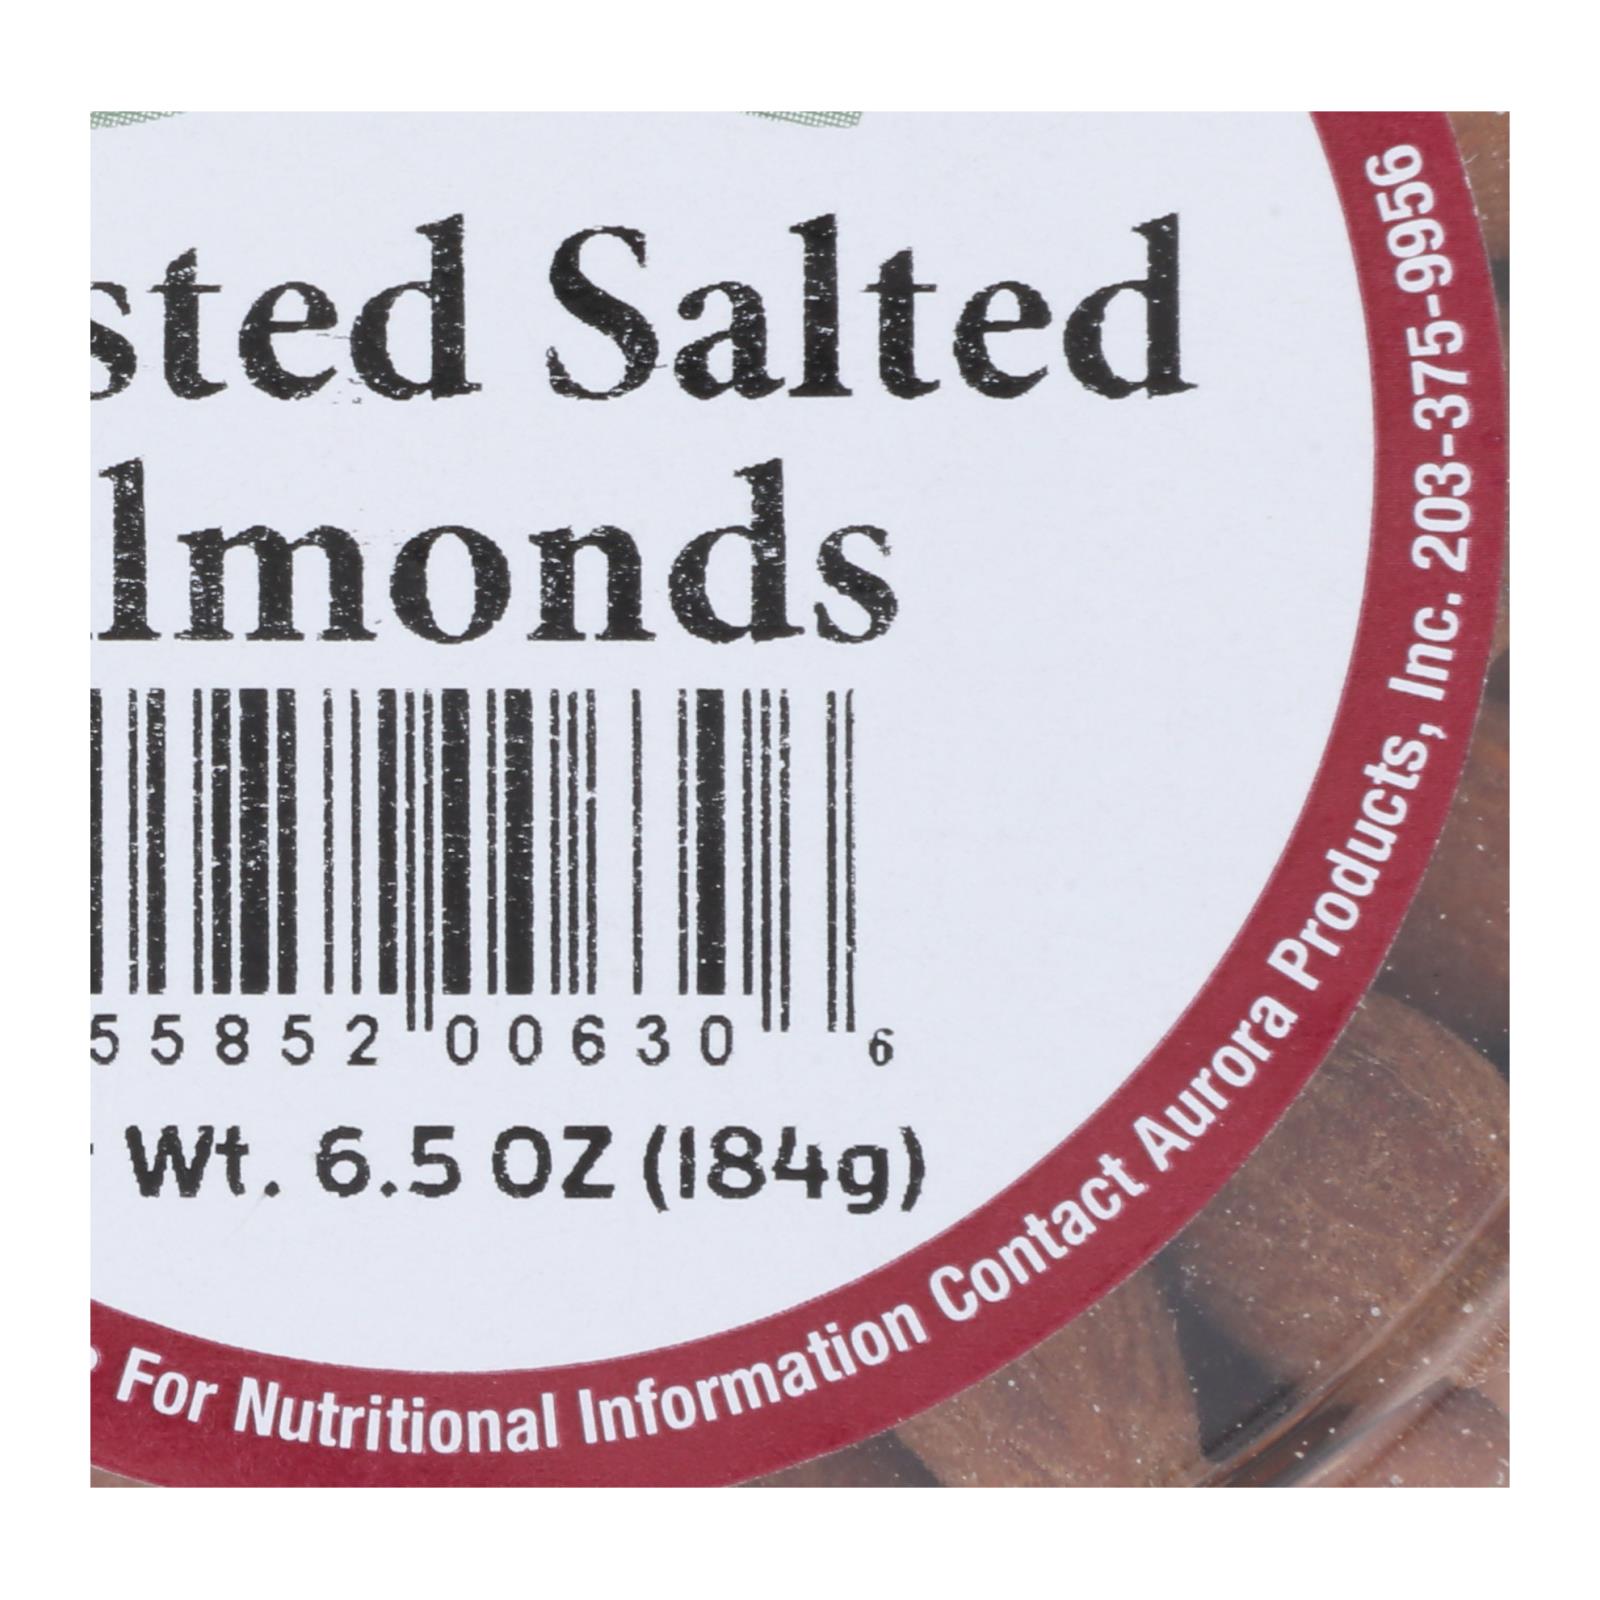 sted Salted
lmonds
55852 00630 6
Wt. 6.5 OZ (184g)
For Nutritional Information Contact Aurora Products, Inc. 203-375-9956